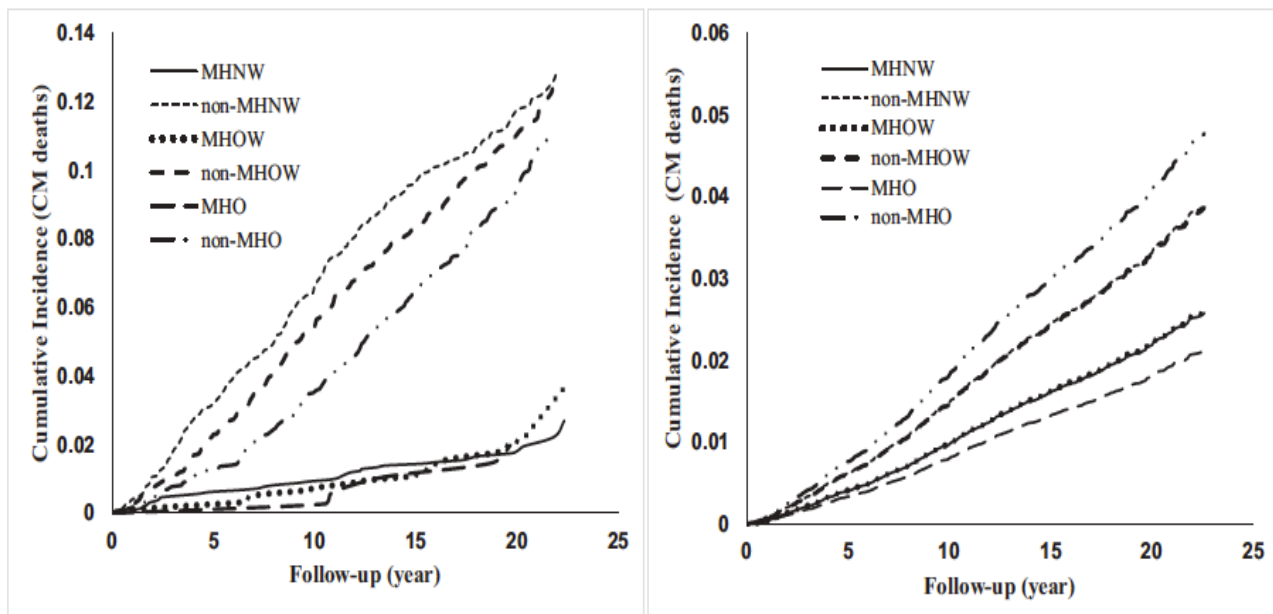 0.14
0.12
0.1
0.08
0.06
0.04
0.02
0
Cumulative Incidence (CM deaths)
MHNW
non-MHNW
MHOW
non-MHOW
MHO
non-MHO
0 5 10 15 20 25
Follow-up (year)
0.06
0.05
0.04
0.03
0.02
0.01
0
Cumulative Incidence (CM deaths)
MHNW
non-MHNW
MHOW
non-MHOW
MHO
non-MHO
0 5 10 15 20 25
Follow-up (year)